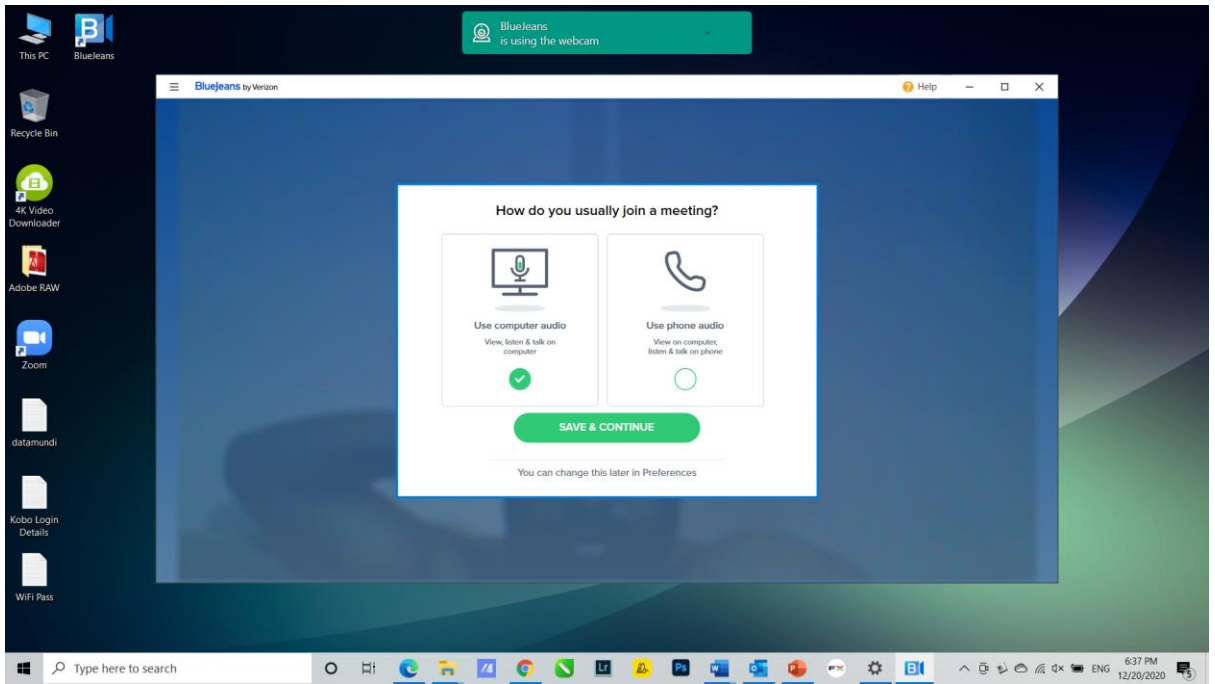 BlueJeans
is using the webcam
This PC
BlueJeans
BlueJeans by Verizon
Help
Recycle Bin
4K Video
Downloader
Adobe RAW
Zoom
datamundi
Kobo Login
Details
WiFi Pass
How do you usually join a meeting?
Use computer audio
View, listen & talk on
computer
Use phone audio
View on computer,
listen & talk on phone
SAVE & CONTINUE
You can change this later in Preferences
Type here to search
Lr
Ps
ENG
6:37 PM
12/20/2020
5